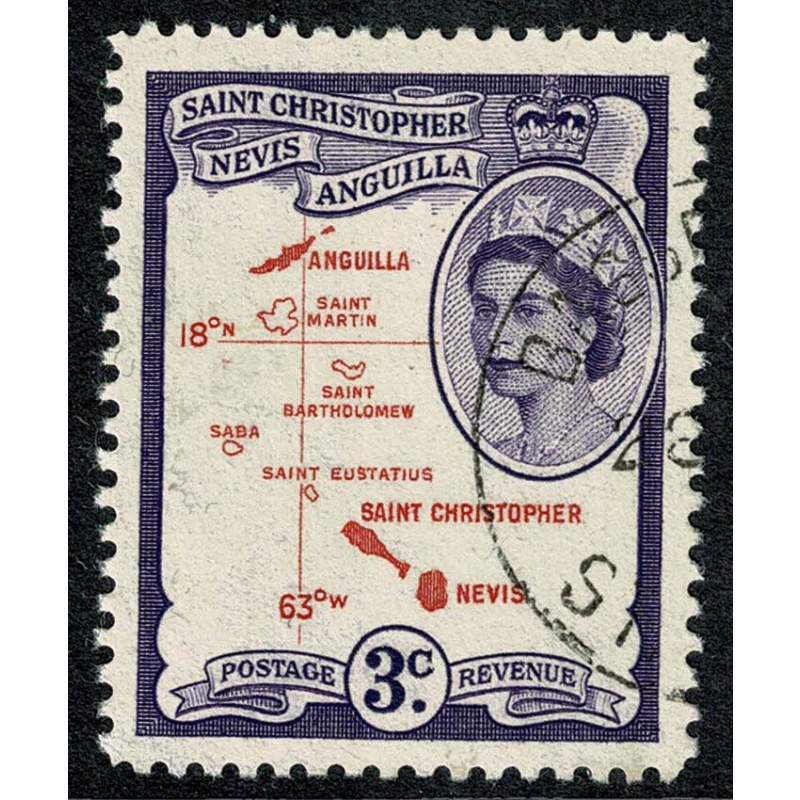 SAINT CHRISTOPHER
NEVIS
ANGUILLA
ANGUILLA
SAINT
MARTIN
18°N
SAINT
BARTHOLOMEW
SABA
SAINT EUSTATIUS
SAINT CHRISTOPHER
63°W
NEVIS
POSTAGE
3c.
REVENUE